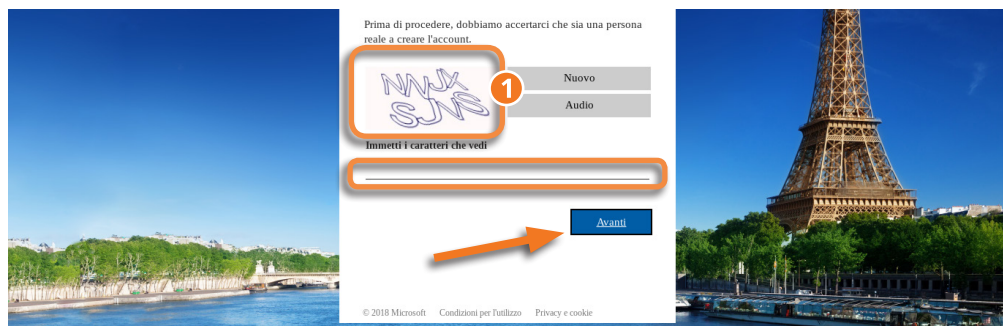 Prima di procedere, dobbiamo accertarci che sia una persona
reale a creare l'account.
Nuovo
1
Audio
Immetti i caratteri che vedi
Avanti
© 2018 Microsoft Condizioni per l'utilizzo Privacy e cookie